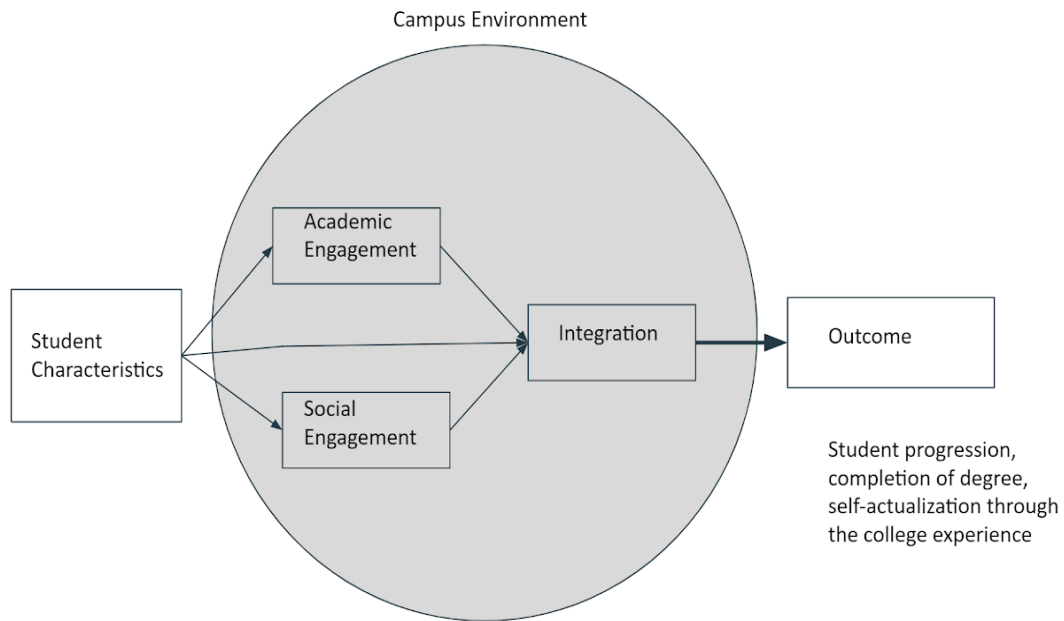 Campus Environment
Academic
Engagement
Student
Characteristics
Integration
Outcome
Social
Engagement
Student progression,
completion of degree,
self-actualization through
the college experience